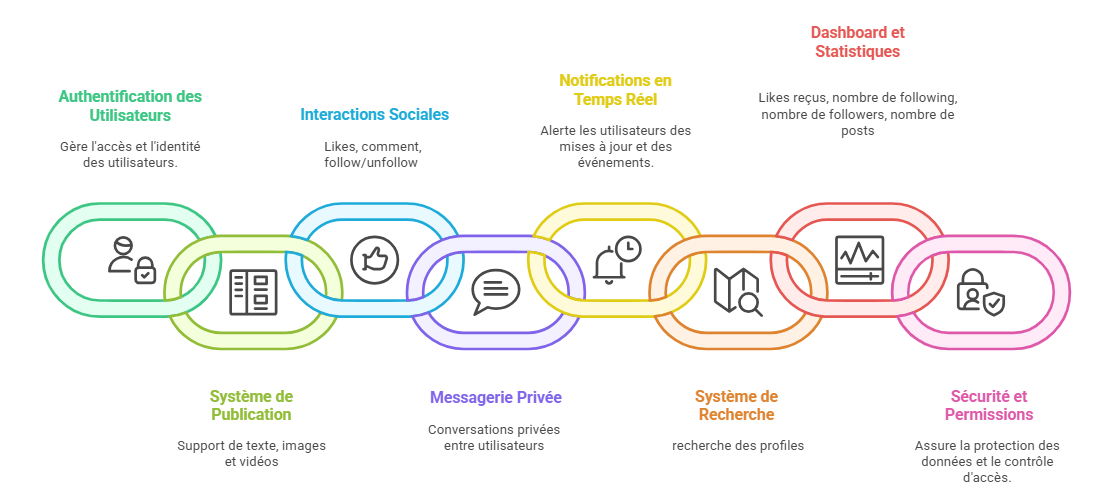 Authentification des
Utilisateurs
Gère l'accès et l'identité
des utilisateurs.
Système de
Publication
Support de texte, images
et vidéos
Interactions Sociales
Likes, comment,
follow/unfollow
Messagerie Privée
Conversations privées
entre utilisateurs
Notifications en
Temps Réel
Alerte les utilisateurs des
mises à jour et des
événements.
Système de
Recherche
recherche des profiles
Dashboard et
Statistiques
Likes reçus, nombre de following,
nombre de followers, nombre de
posts
Sécurité et
Permissions
Assure la protection des
données et le contrôle
d'accès.